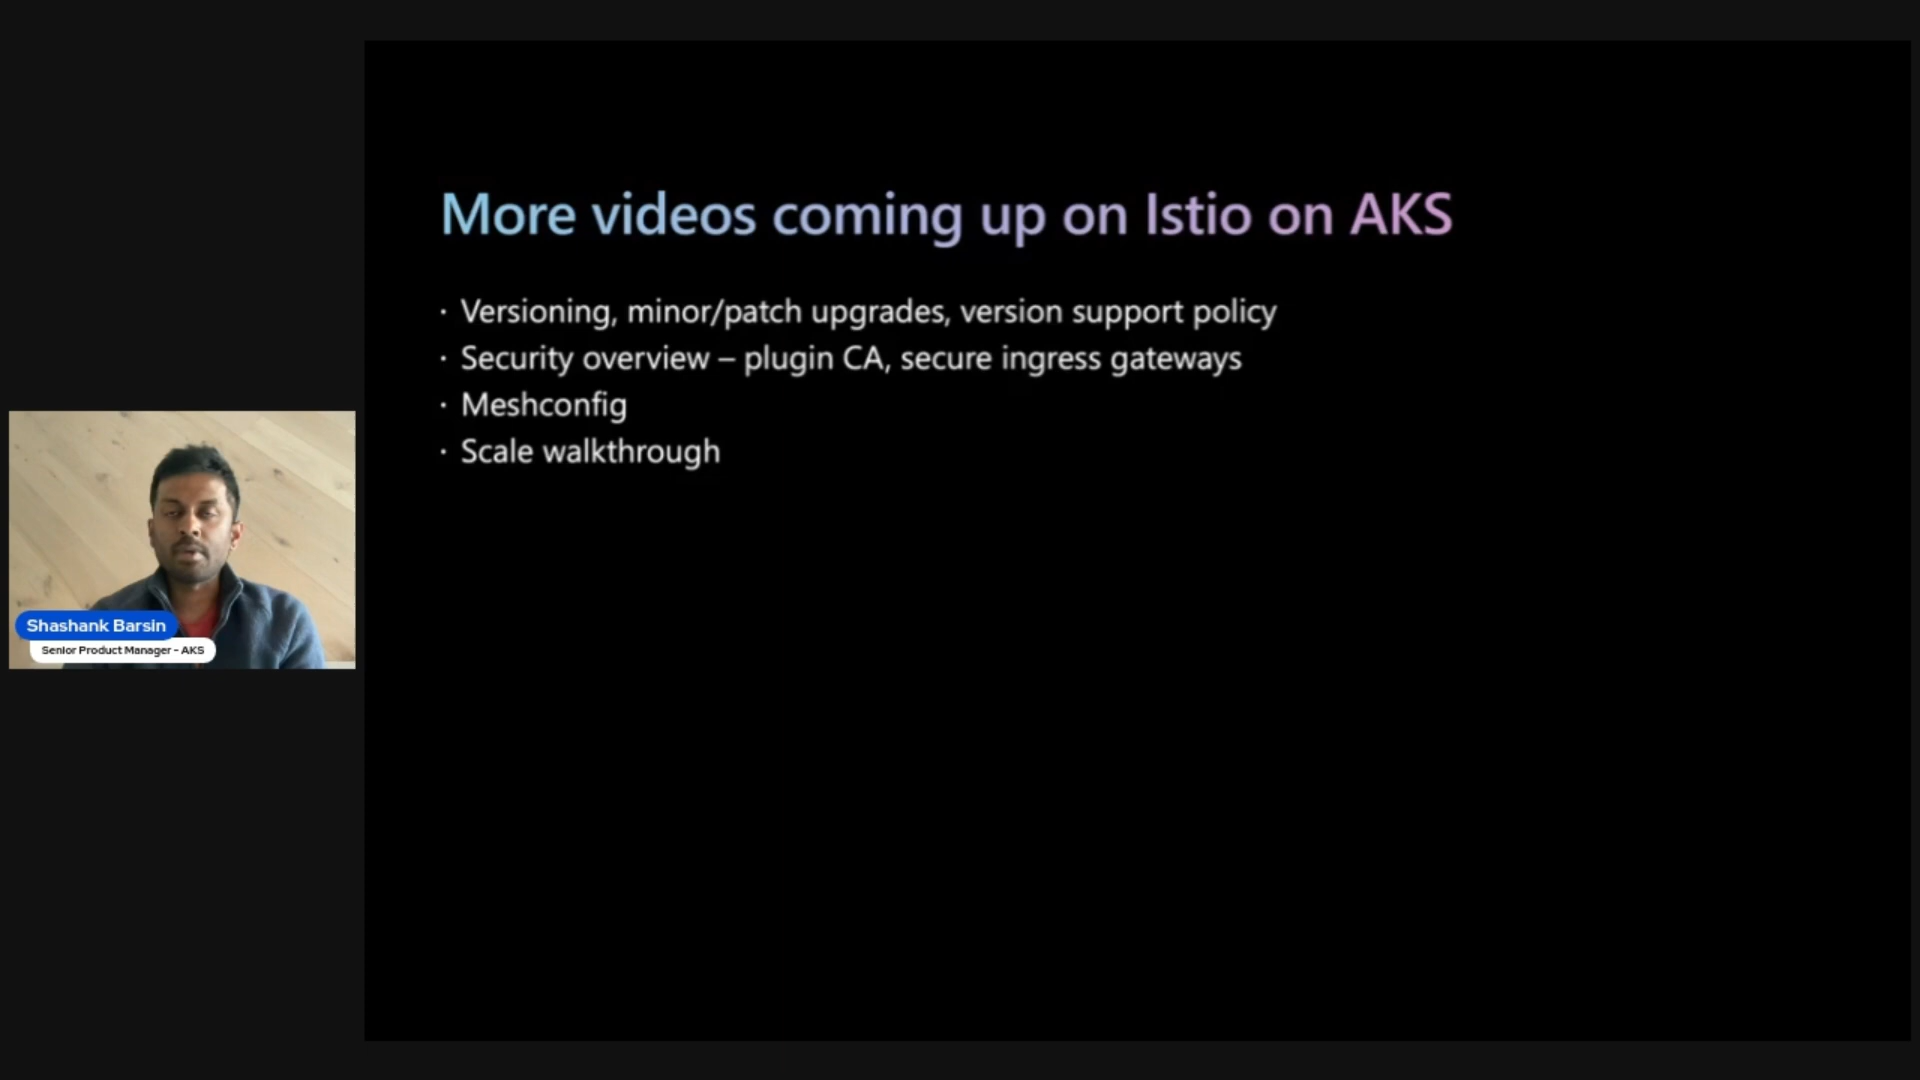 More videos coming up on Istio on AKS
· Versioning, minor/patch upgrades, version support policy
· Security overview – plugin CA, secure ingress gateways
· Meshconfig
· Scale walkthrough
Shashank Barsin
Senior Product Manager - AKS